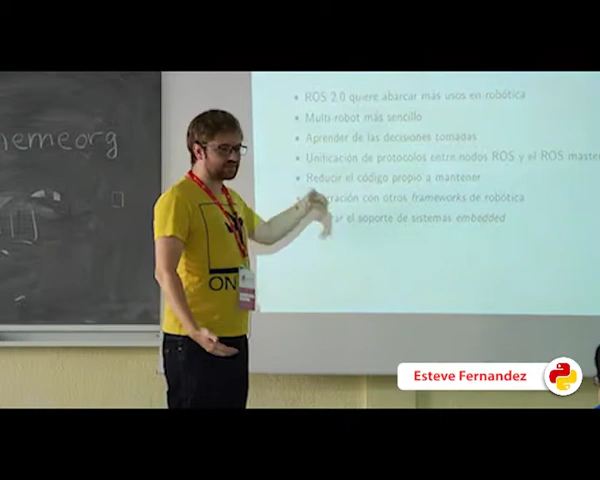 nemeorg
ROS 2.0 quiere abarcar más usos en robótica
Multi-robot más sencillo
Aprender de las decisiones tomadas
Unificación de protocolos entre nodos ROS y el ROS master
Reducir el código propio a mantener
con otros frameworks de robótica
el soporte de sistemas embedded
ON
Esteve Fernandez